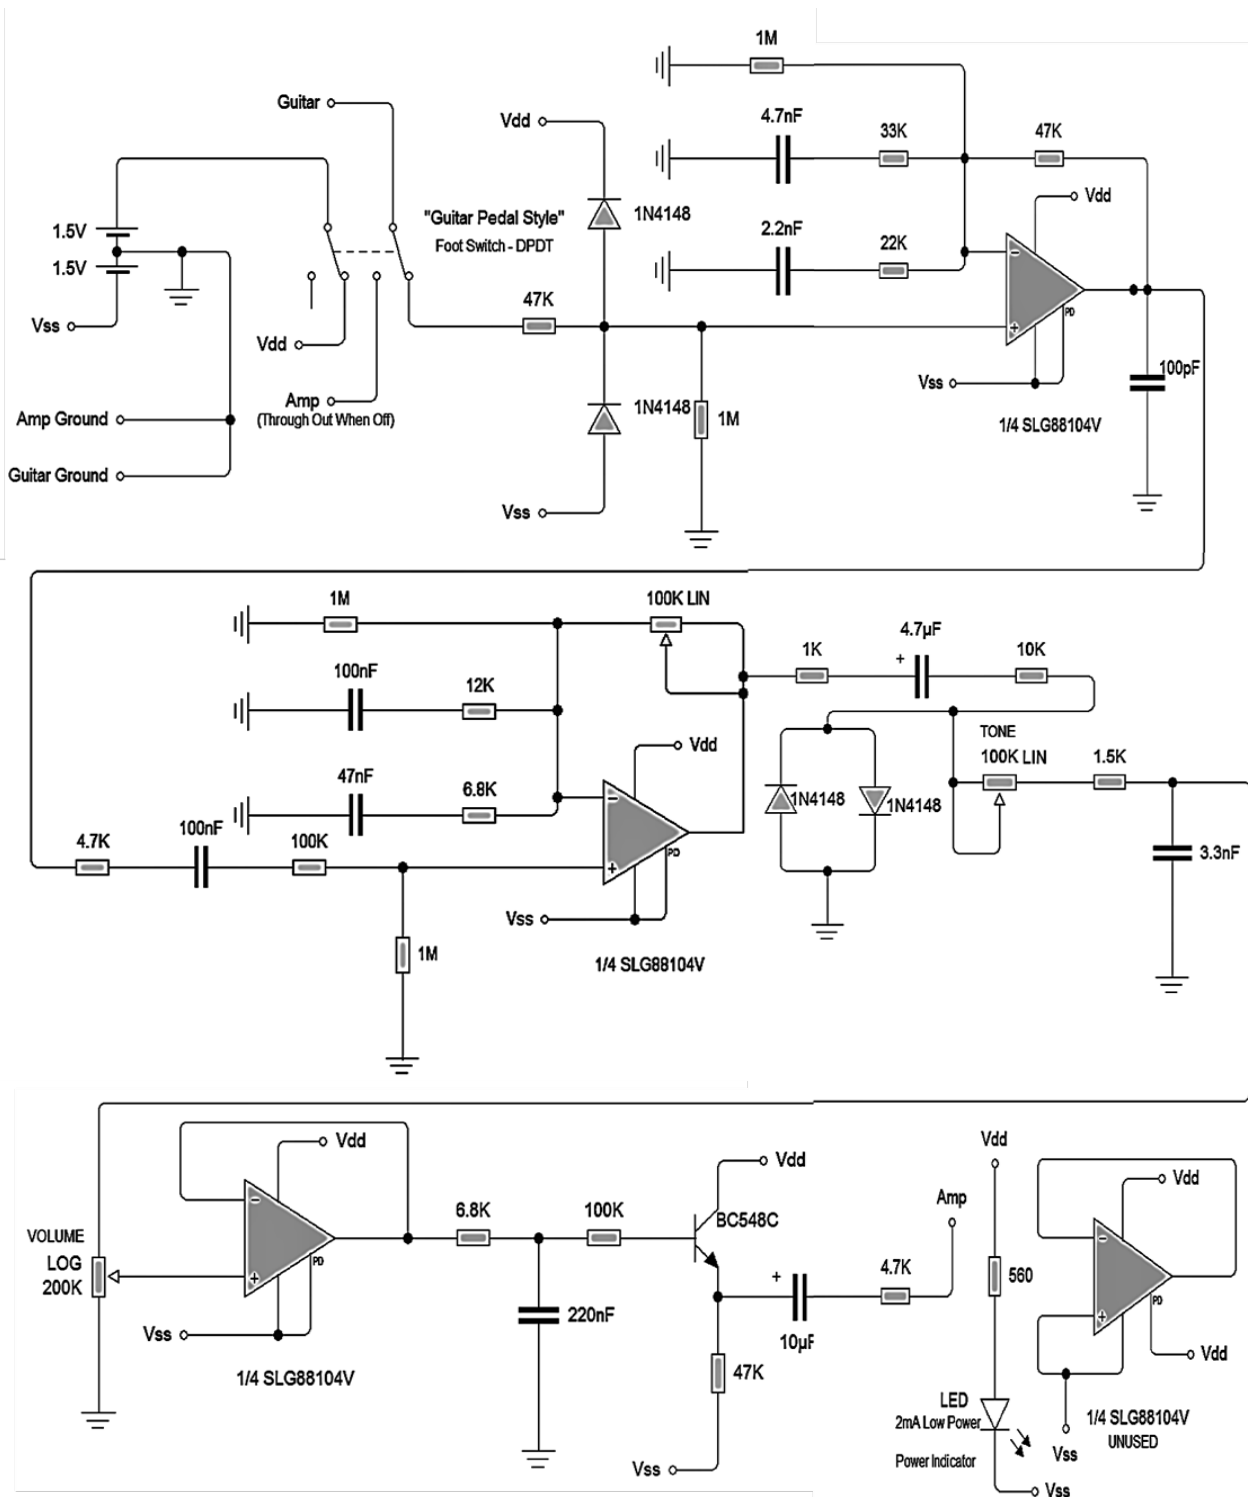 1M
Guitar
4.7nF
33K
47K
Vdd
Vdd
"Guitar Pedal Style"
Foot Switch - DPDT
1N4148
2.2nF
22K
1.5V
1.5V
−
47K
+
PD
Vss
Vdd
Vss
100pF
Amp
(Through Out When Off)
1N4148
1M
Amp Ground
1/4 SLG88104V
Guitar Ground
Vss
1M
100K LIN
4.7µF
+
1K
10K
100nF
12K
TONE
100K LIN
1.5K
Vdd
47nF
6.8K
−
1N4148
1N4148
100nF
4.7K
100K
+
PD
3.3nF
Vss
1M
1/4 SLG88104V
Vdd
Vdd
Vdd
Vdd
−
6.8K
100K
BC548C
Amp
VOLUME
LOG
200K
−
+
PD
+
4.7K
560
Vss
220nF
10µF
+
PD
Vdd
1/4 SLG88104V
47K
LED
2mA Low Power
Power Indicator
1/4 SLG88104V
UNUSED
Vss
Vss
Vss